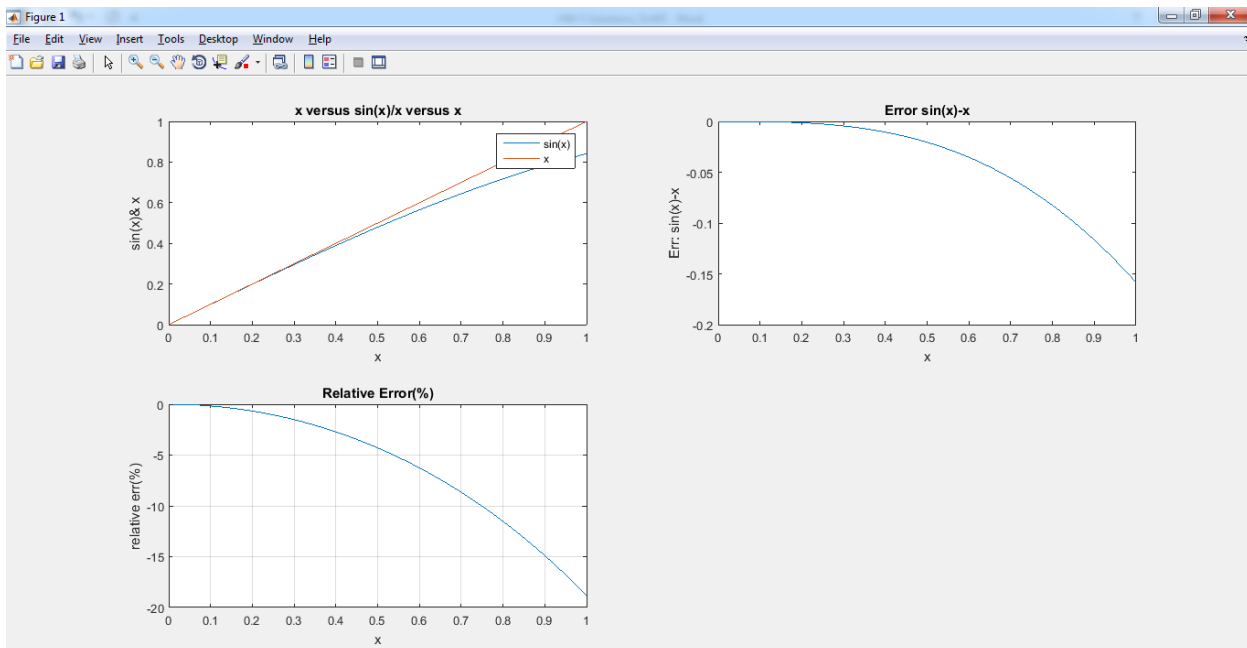 Figure 1
File Edit View Insert Tools Desktop Window Help
x versus sin(x)/x versus x
sin(x)& x
1
0.8
0.6
0.4
0.2
0
sin(x)
x
0 0.1 0.2 0.3 0.4 0.5 0.6 0.7 0.8 0.9 1
x
Error sin(x)-x
Err: sin(x)-x
0
-0.05
-0.1
-0.15
-0.2
0 0.1 0.2 0.3 0.4 0.5 0.6 0.7 0.8 0.9 1
x
Relative Error(%)
relative err(%)
0
-5
-10
-15
-20
0 0.1 0.2 0.3 0.4 0.5 0.6 0.7 0.8 0.9 1
x